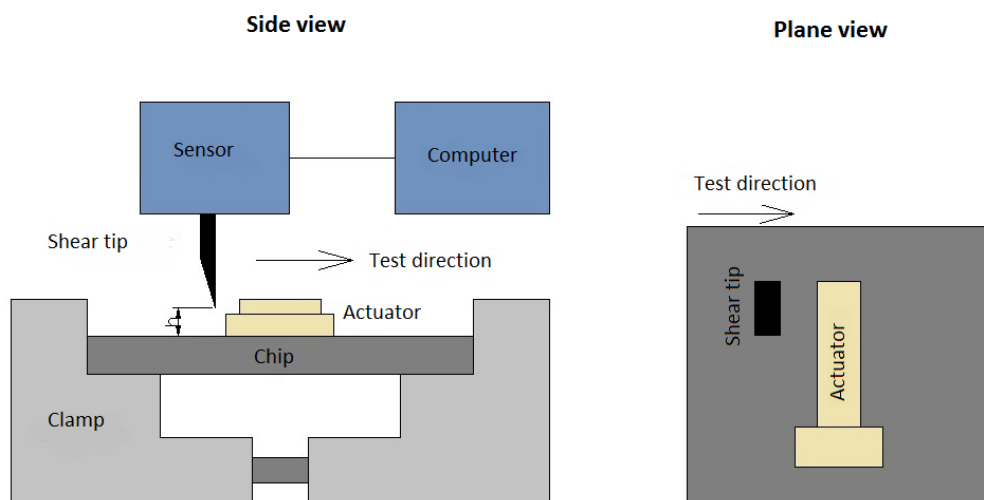 Side view
Plane view
Sensor
Computer
Test direction
Shear tip
Test direction
Actuator
h
Chip
Clamp
Shear tip
Actuator